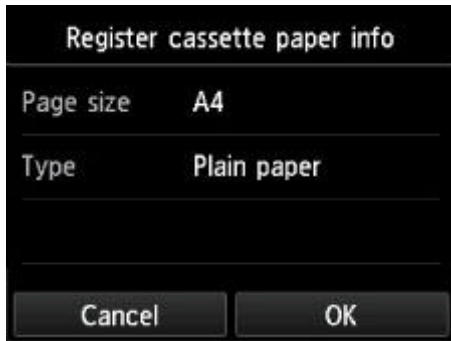 Register cassette paper info
Page size A4
Type Plain paper
Cancel OK